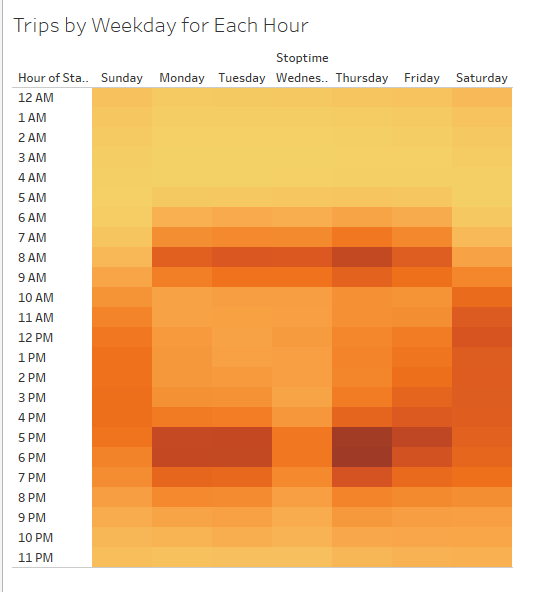 Trips by Weekday for Each Hour
Stoptime
Hour of Sta.. Sunday Monday Tuesday Wednes.. Thursday Friday Saturday
12 AM
1 AM
2 AM
3 AM
4 AM
5 AM
6 AM
7 AM
8 AM
9 AM
10 AM
11 AM
12 PM
1 PM
2 PM
3 PM
4 PM
5 PM
6 PM
7 PM
8 PM
9 PM
10 PM
11 PM